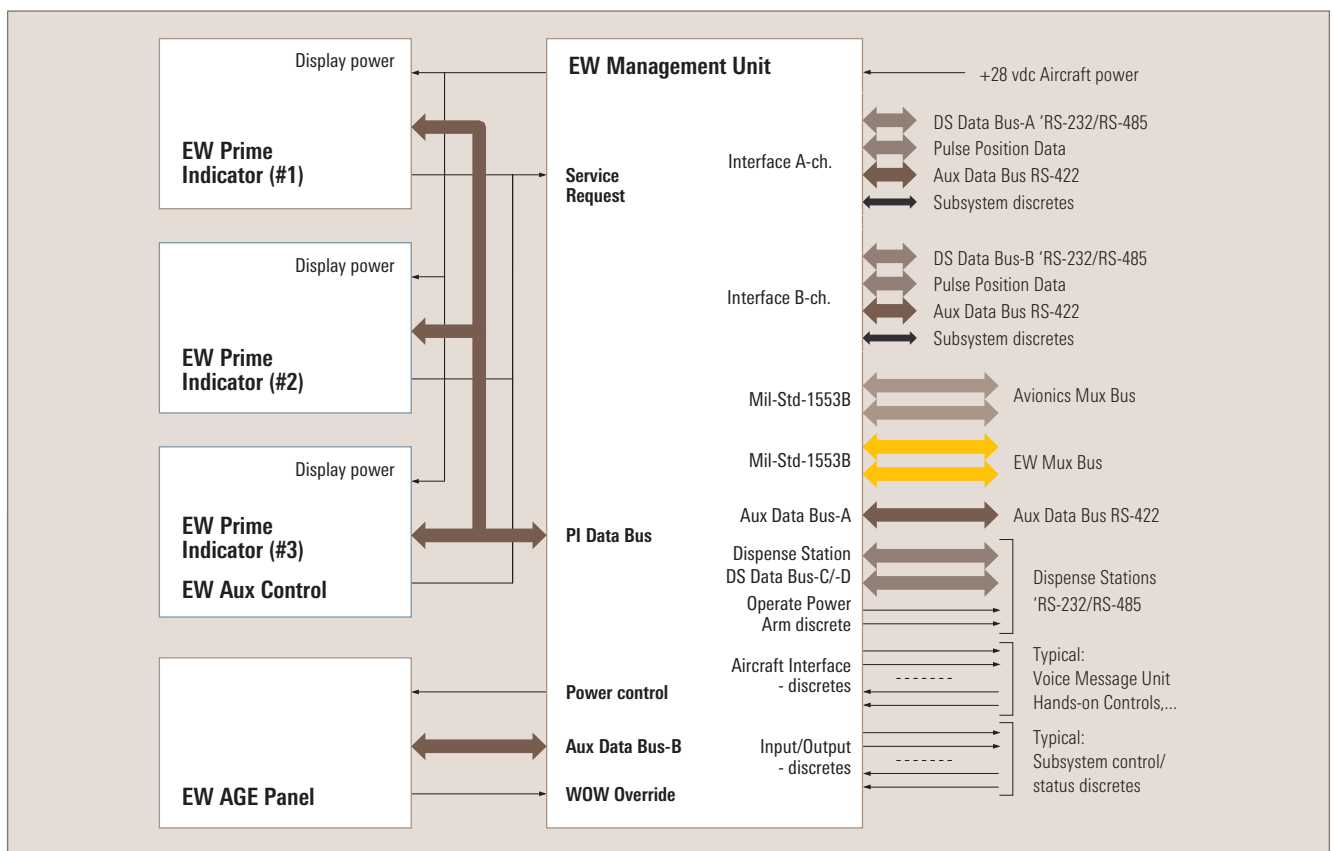 Display power
EW Prime
Indicator (#1)
Display power
EW Prime
Indicator (#2)
Display power
EW Prime
Indicator (#3)
EW Aux Control
EW AGE Panel
EW Management Unit
Service
Request
PI Data Bus
Power control
Aux Data Bus-B
WOW Override
Interface A-ch.
Interface B-ch.
Mil-Std-1553B
Mil-Std-1553B
Aux Data Bus-A
Dispense Station
DS Data Bus-C/-D
Operate Power
Arm discrete
Aircraft Interface
- discretes
Input/Output
- discretes
+28 vdc Aircraft power
DS Data Bus-A ‘RS-232/RS-485
Pulse Position Data
Aux Data Bus RS-422
Subsystem discretes
DS Data Bus-B ‘RS-232/RS-485
Pulse Position Data
Aux Data Bus RS-422
Subsystem discretes
Avionics Mux Bus
EW Mux Bus
Aux Data Bus RS-422
Dispense Stations
‘RS-232/RS-485
Typical:
Voice Message Unit
Hands-on Controls,...
Typical:
Subsystem control/
status discretes